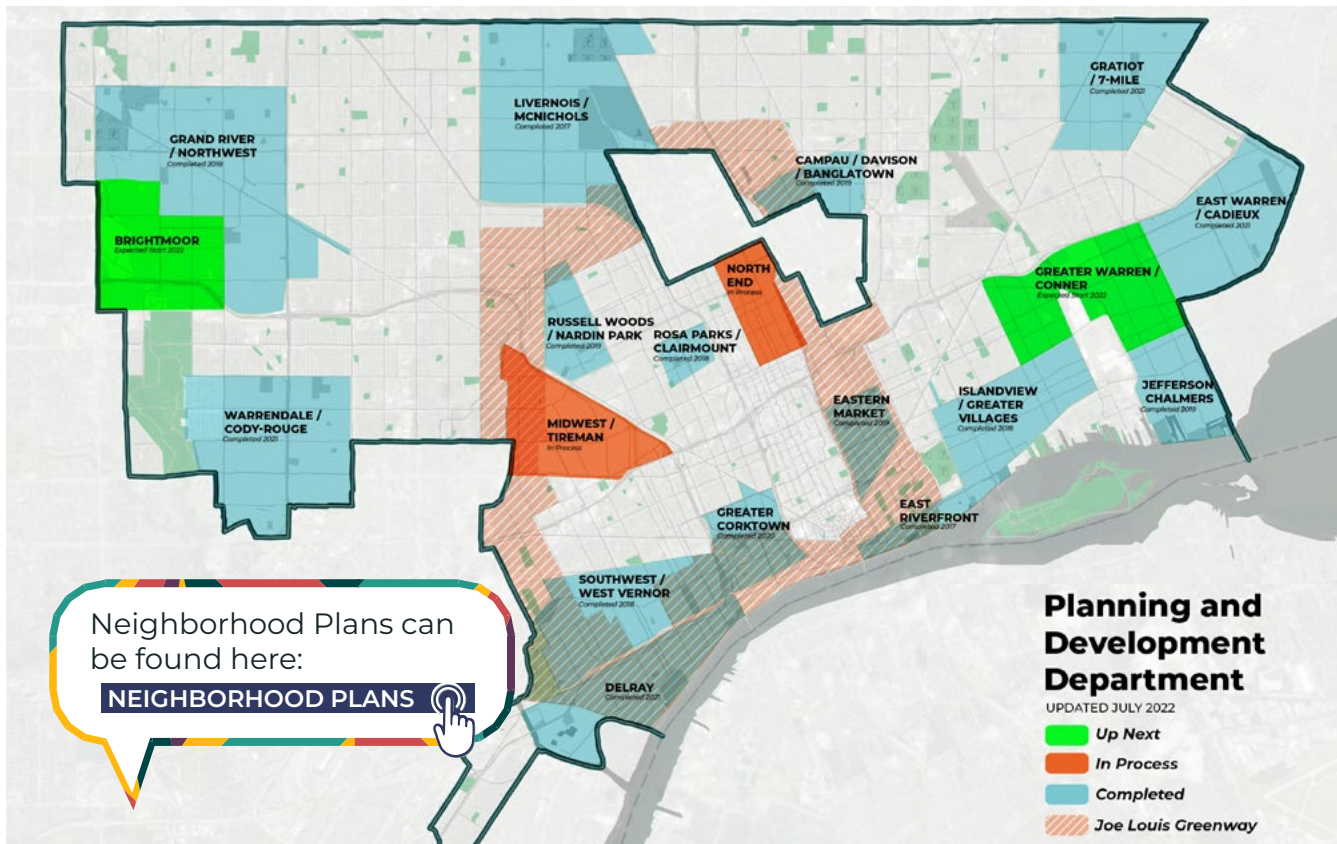 GRATIOT
/ 7-MILE
Completed 2021
LIVERNOIS /
MCNICHOLS
Completed 2017
GRAND RIVER
/ NORTHWEST
Completed 2018
CAMPAU / DAVISON
/ BANGLATOWN
Completed 2019
EAST WARREN
/ CADIEUX
Completed 2021
BRIGHTMOOR
Expected Start 2022
NORTH
END
In Process
GREATER WARREN /
CONNER
Expected Start 2022
RUSSELL WOODS
/ NARDIN PARK
Completed 2019
ROSA PARKS /
CLAIRMOUNT
Completed 2018
WARRENDALE /
CODY-ROUGE
Completed 2021
MIDWEST /
TIREMAN
In Process
EASTERN
MARKET
Completed 2019
ISLANDVIEW
/ GREATER
VILLAGES
Completed 2018
JEFFERSON
CHALMERS
Completed 2019
GREATER
CORKTOWN
Completed 2020
EAST
RIVERFRONT
Completed 2017
SOUTHWEST /
WEST VERNOR
Completed 2018
DELRAY
Completed 2021
Neighborhood Plans can
be found here:
NEIGHBORHOOD PLANS
Planning and
Development
Department
UPDATED JULY 2022
Up Next
In Process
Completed
Joe Louis Greenway